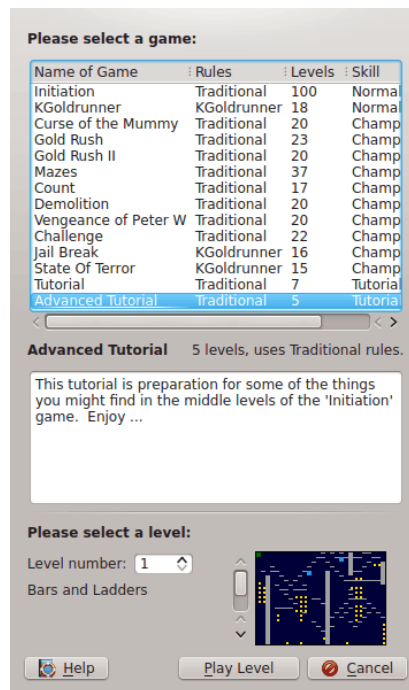 Please select a game:
Name of Game Rules Levels Skill
Initiation Traditional 100 Normal
KGoldrunner KGoldrunner 18 Normal
Curse of the Mummy Traditional 20 Champ
Gold Rush Traditional 23 Champ
Gold Rush II Traditional 20 Champ
Mazes Traditional 37 Champ
Count Traditional 17 Champ
Demolition Traditional 20 Champ
Vengeance of Peter W Traditional 20 Champ
Challenge Traditional 22 Champ
Jail Break KGoldrunner 16 Champ
State Of Terror KGoldrunner 15 Champ
Tutorial Traditional 7 Tutorial
Advanced Tutorial Traditional 5 Tutorial
Advanced Tutorial 5 levels, uses Traditional rules.
This tutorial is preparation for some of the things
you might find in the middle levels of the 'Initiation'
game. Enjoy ...
Please select a level:
Level number: 1
Bars and Ladders
Help Play Level Cancel